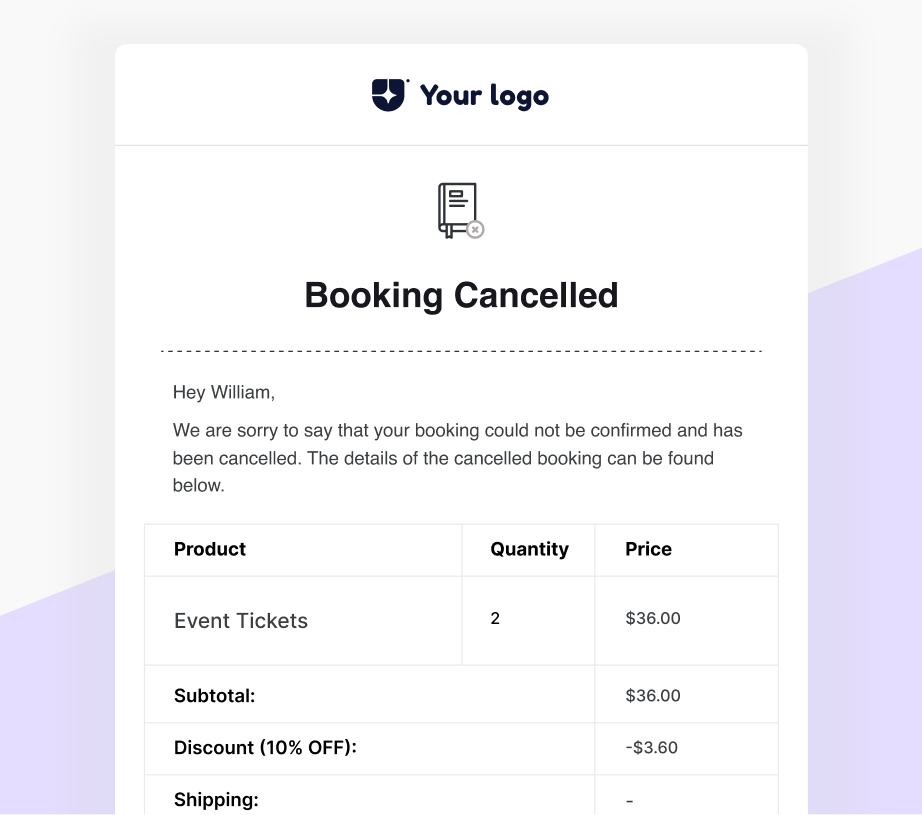 Your logo
Booking Cancelled
Hey William,
We are sorry to say that your booking could not be confirmed and has
been cancelled. The details of the cancelled booking can be found
below.
Product Quantity Price
Event Tickets 2 $36.00
Subtotal: $36.00
Discount (10% OFF): -$3.60
Shipping: -